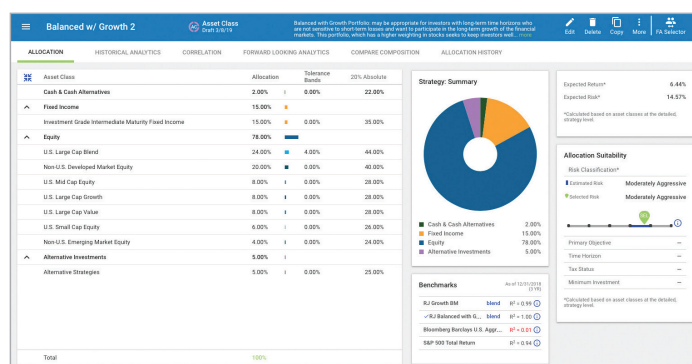 Balanced w/ Growth 2
AC
Asset Class
Draft 3/8/19
Balanced with Growth Portfolio: may be appropriate for investors with long-term time horizons who
are not sensitive to short-term losses and want to participate in the long-term growth of the financial
markets. This portfolio, which has a higher weighting in stocks seeks to keep investors well... more
Edit Delete Copy More FA Selector
ALLOCATION HISTORICAL ANALYTICS CORRELATION FORWARD LOOKING ANALYTICS COMPARE COMPOSITION ALLOCATION HISTORY
Asset Class Allocation Tolerance Bands 20% Absolute
Cash & Cash Alternatives 2.00% 0.00% 22.00%
Fixed Income 15.00%
Investment Grade Intermediate Maturity Fixed Income 15.00% 0.00% 35.00%
Equity 78.00%
U.S. Large Cap Blend 24.00% 4.00% 44.00%
Non-U.S. Developed Market Equity 20.00% 0.00% 40.00%
U.S. Mid Cap Equity 8.00% 0.00% 28.00%
U.S. Large Cap Growth 8.00% 0.00% 28.00%
U.S. Large Cap Value 8.00% 0.00% 28.00%
U.S. Small Cap Equity 6.00% 0.00% 26.00%
Non-U.S. Emerging Market Equity 4.00% 0.00% 24.00%
Alternative Investments 5.00%
Alternative Strategies 5.00% 0.00% 25.00%
Total 100%
Strategy: Summary
Cash & Cash Alternatives 2.00%
Fixed Income 15.00%
Equity 78.00%
Alternative Investments 5.00%
Benchmarks As of 12/31/2018
(3 YR)
RJ Growth BM blend R² = 0.99
RJ Balanced with G... blend R² = 1.00
Bloomberg Barclays U.S. Aggr... R² = 0.01
S&P 500 Total Return R² = 0.94
Expected Return* 6.44%
Expected Risk* 14.57%
*Calculated based on asset classes at the detailed,
strategy level.
Allocation Suitability
Risk Classification*
Estimated Risk Moderately Aggressive
Selected Risk Moderately Aggressive
Primary Objective --
Time Horizon --
Tax Status --
Minimum Investment --
*Calculated based on asset classes at the detailed,
strategy level.